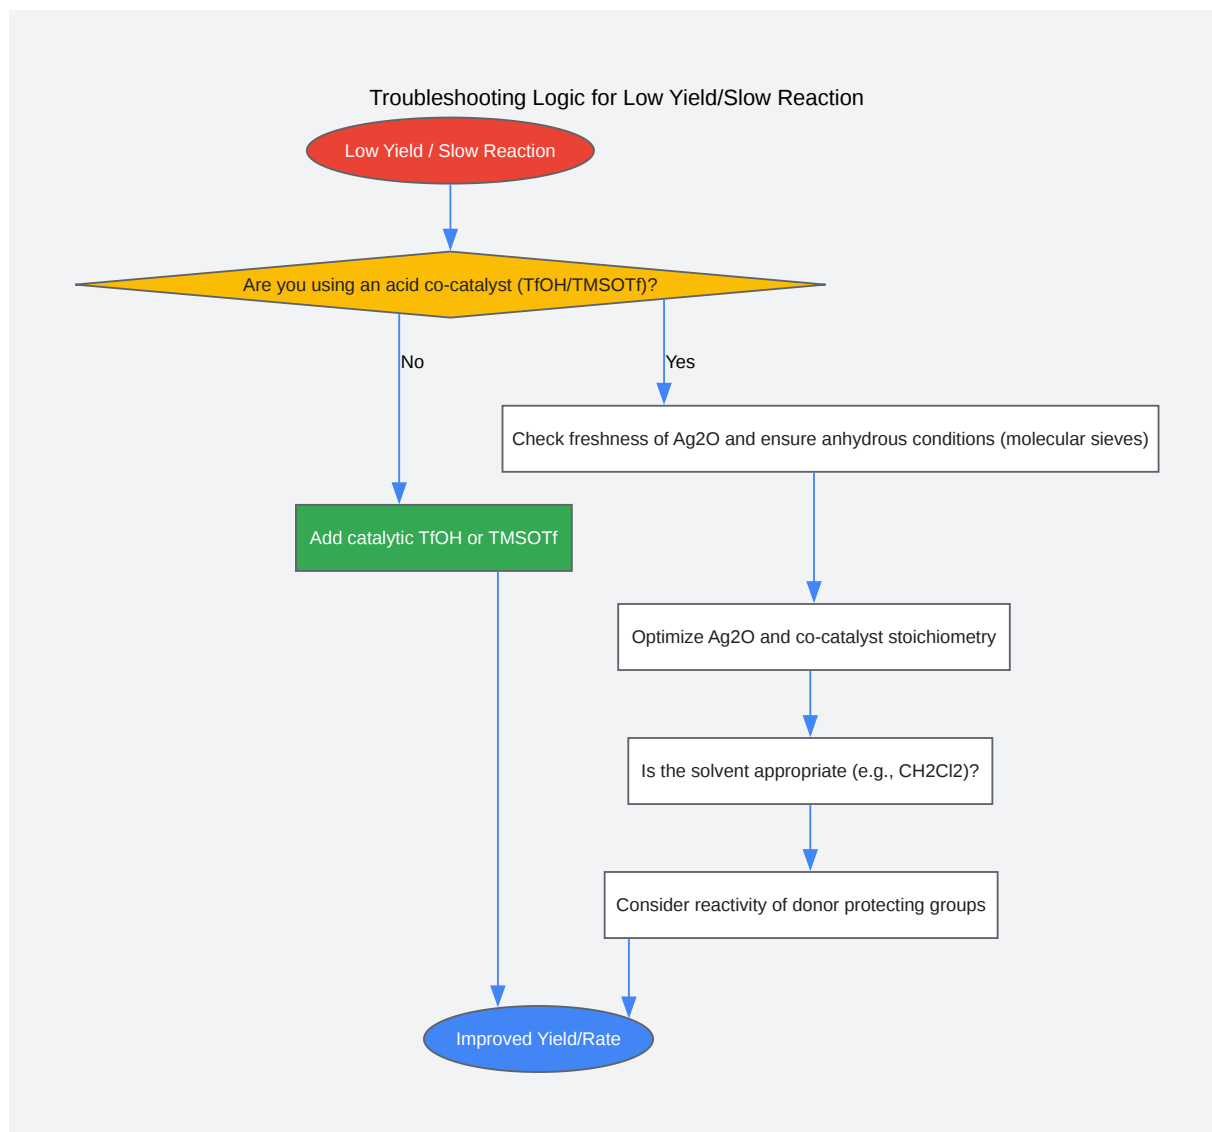 Troubleshooting Logic for Low Yield/Slow Reaction
Low Yield / Slow Reaction
Are you using an acid co-catalyst (TfOH/TMSOTf)?
No
Yes
Check freshness of Ag2O and ensure anhydrous conditions (molecular sieves)
Add catalytic TfOH or TMSOTf
Optimize Ag2O and co-catalyst stoichiometry
Is the solvent appropriate (e.g., CH2Cl2)?
Consider reactivity of donor protecting groups
Improved Yield/Rate